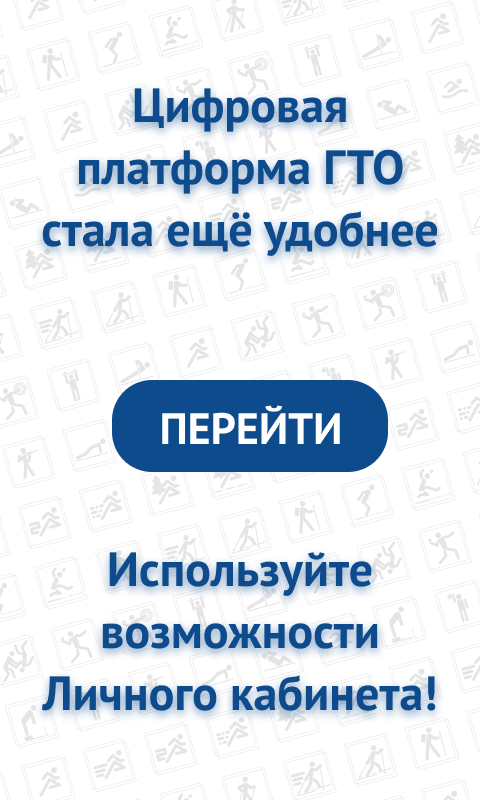 Цифровая
платформа ГТО
стала ещё удобнее
ПЕРЕЙТИ
Используйте
возможности
Личного кабинета!